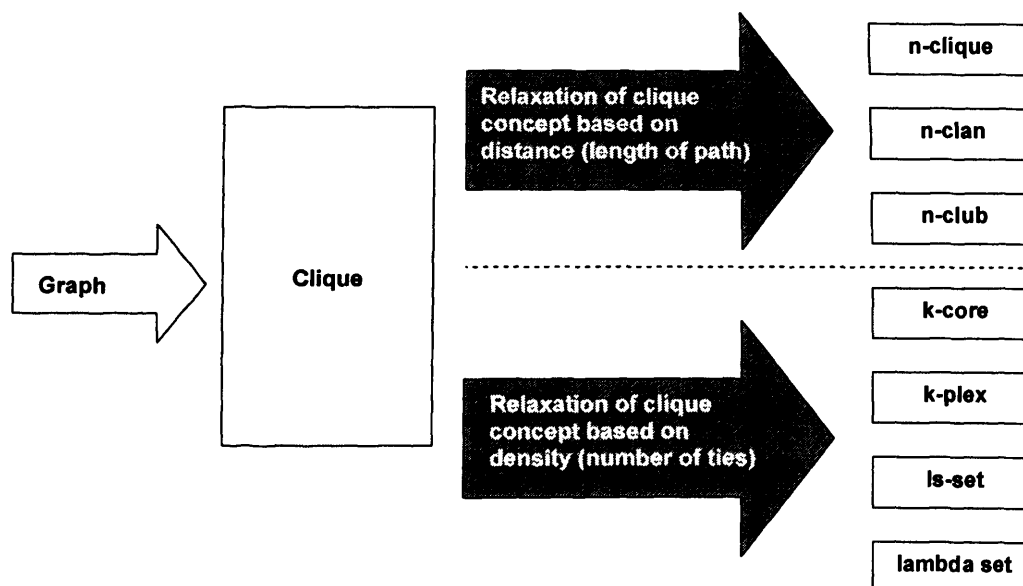 Graph
Clique
Relaxation of clique
concept based on
distance (length of path)
n-clique
n-clan
n-club
Relaxation of clique
concept based on
density (number of ties)
k-core
k-plex
ls-set
lambda set